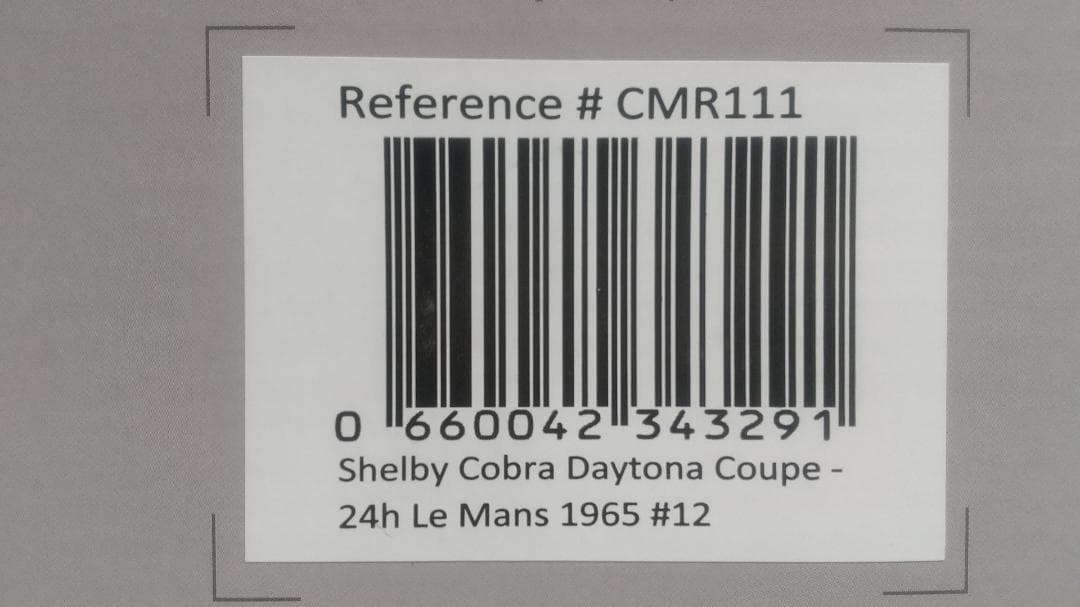 Reference # CMR111
0 660042 343291
Shelby Cobra Daytona Coupe -
24h Le Mans 1965 #12